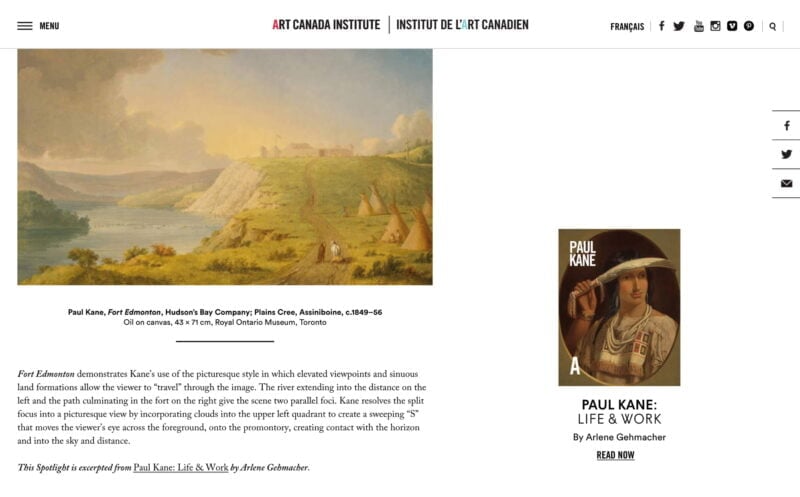 MENU
ART CANADA INSTITUTE | INSTITUT DE L'ART CANADIEN
FRANÇAIS
Paul Kane, Fort Edmonton, Hudson's Bay Company; Plains Cree, Assiniboine, c.1849–56
Oil on canvas, 43 × 71 cm, Royal Ontario Museum, Toronto
Fort Edmonton demonstrates Kane's use of the picturesque style in which elevated viewpoints and sinuous
land formations allow the viewer to “travel” through the image. The river extending into the distance on the
left and the path culminating in the fort on the right give the scene two parallel foci. Kane resolves the split
focus into a picturesque view by incorporating clouds into the upper left quadrant to create a sweeping “S”
that moves the viewer's eye across the foreground, onto the promontory, creating contact with the horizon
and into the sky and distance.
This Spotlight is excerpted from Paul Kane: Life & Work by Arlene Gehmacher.
PAUL
KANE
A
PAUL KANE:
LIFE & WORK
By Arlene Gehmacher
READ NOW